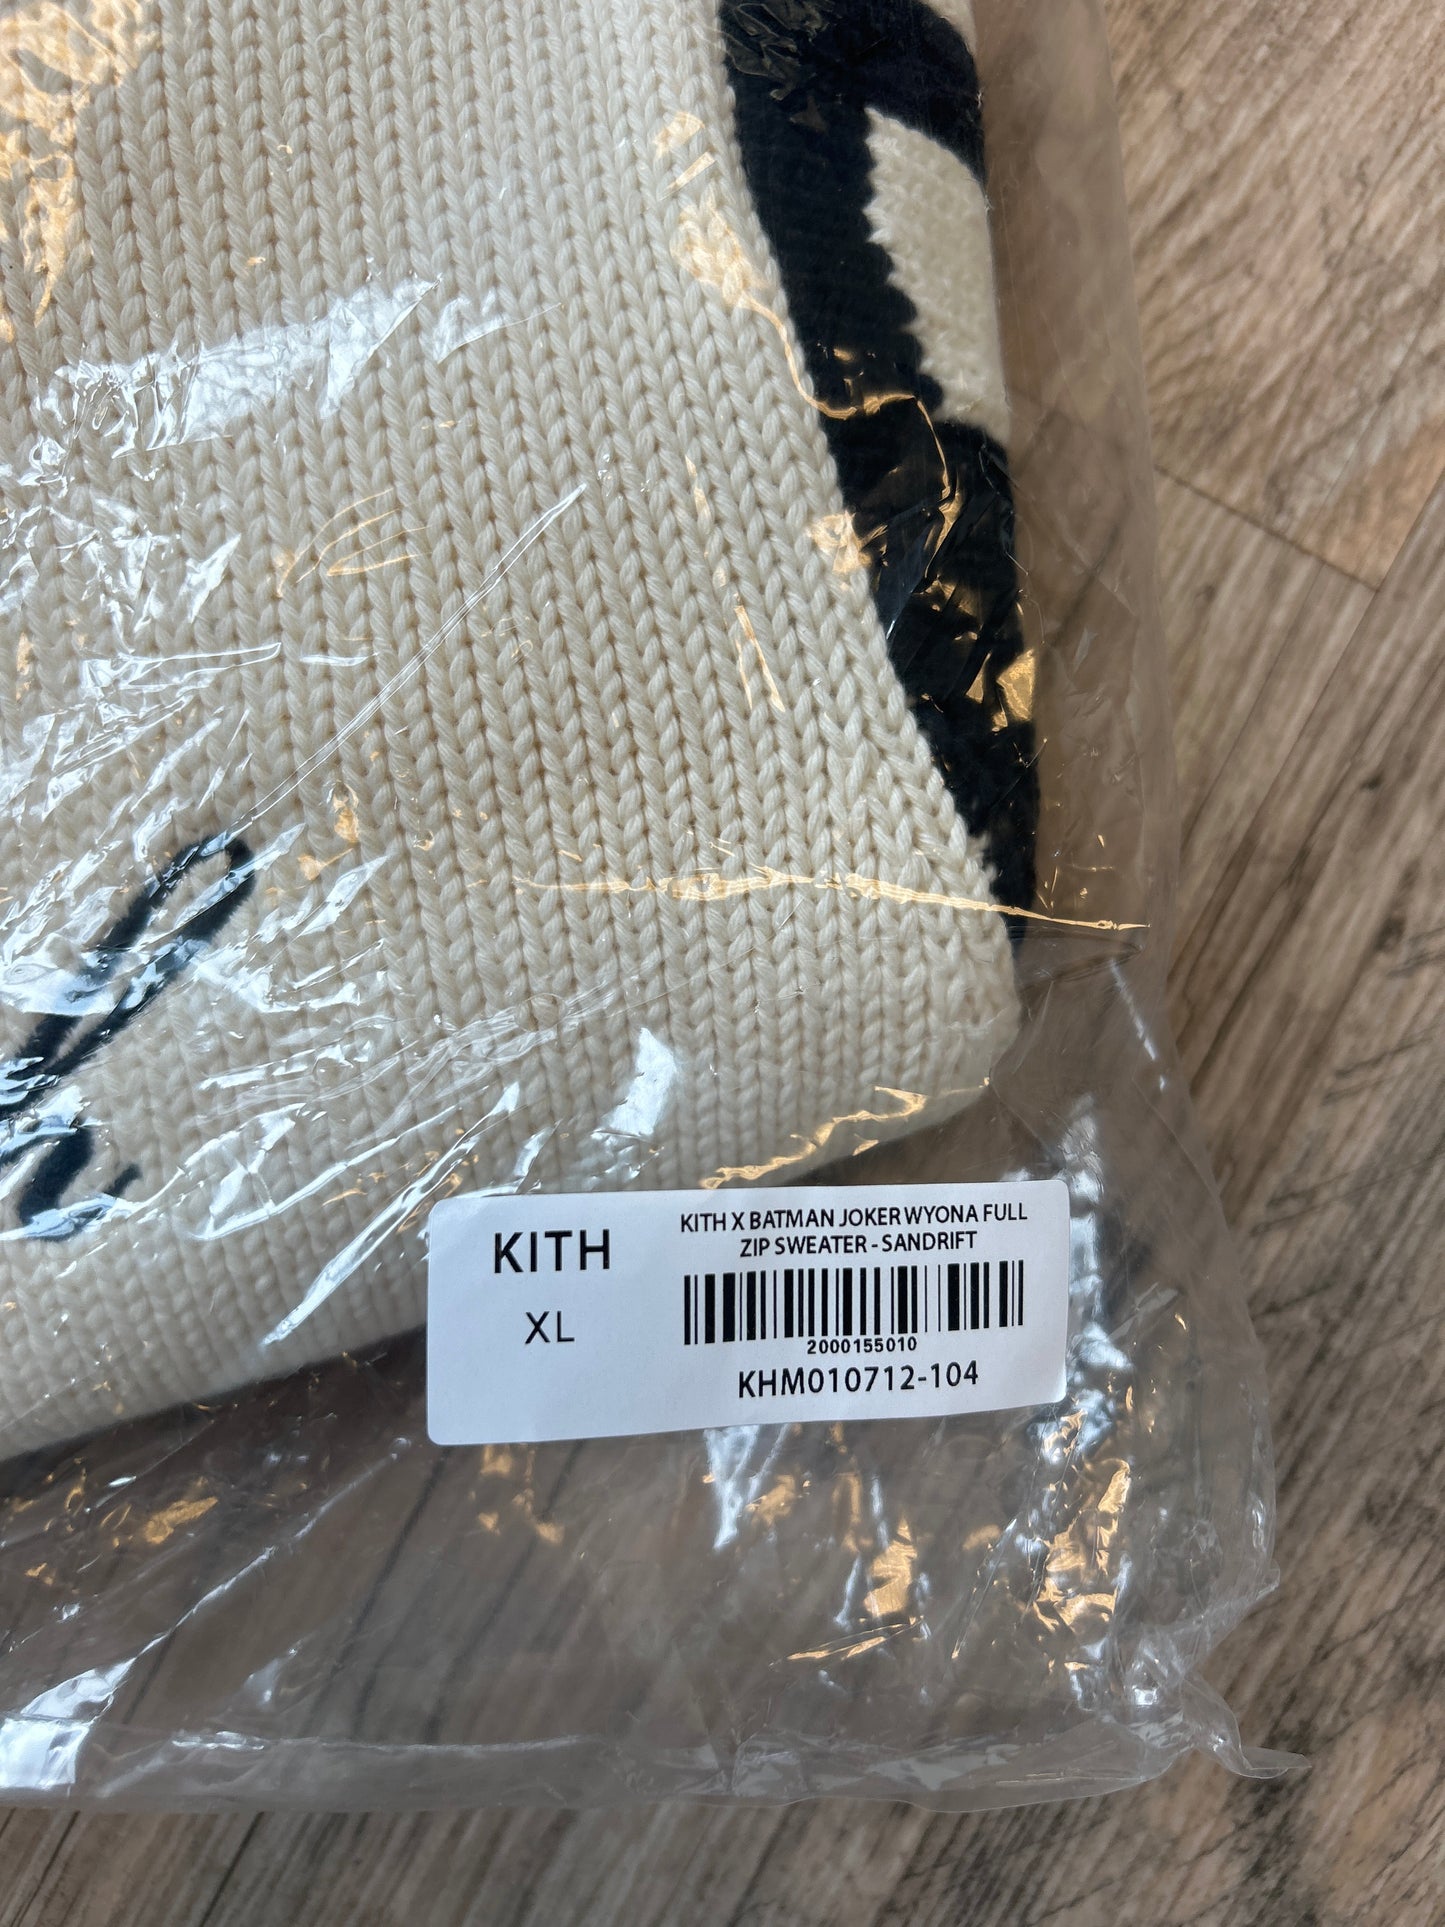 KITH
XL
KITH X BATMAN JOKER WYONA FULL
ZIP SWEATER - SANDRIFT
2000155010
KHM010712-104